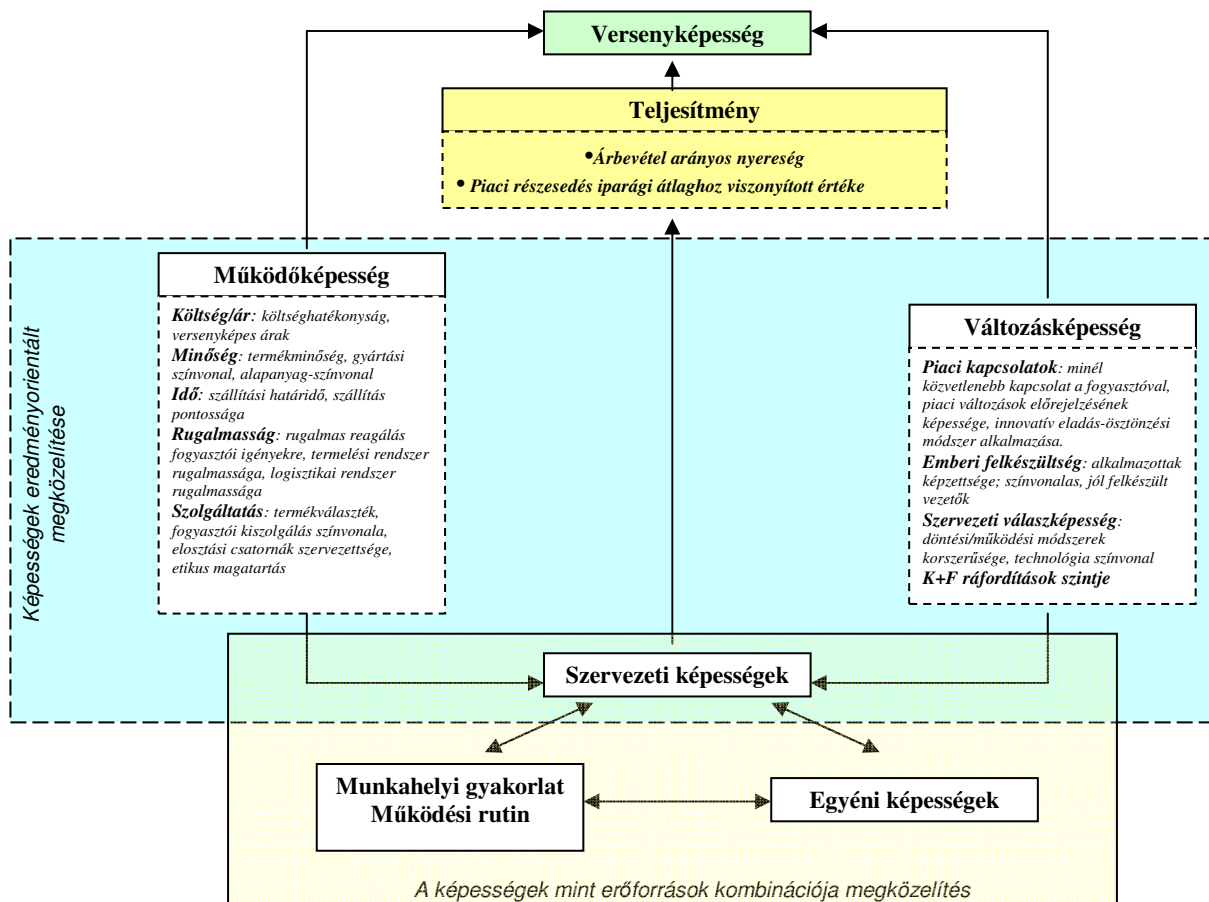 Versenyképesség
Teljesítmény
•Árbevétel arányos nyereség
• Piaci részesedés iparági átlaghoz viszonyított értéke
Képességek eredményorientált
megközelítése
Működőképesség
Költség/ár: költséghatékonyság,
versenyképes árak
Minőség: termékminőség, gyártási
színvonal, alapanyag-színvonal
Idő: szállítási határidő, szállítás
pontossága
Rugalmasság: rugalmas reagálás
fogyasztói igényekre, termelési rendszer
rugalmassága, logisztikai rendszer
rugalmassága
Szolgáltatás: termékválaszték,
fogyasztói kiszolgálás színvonala,
elosztási csatornák szervezettsége,
etikus magatartás
Változásképesség
Piaci kapcsolatok: minél
közvetlenebb kapcsolat a fogyasztóval,
piaci változások előrejelzésének
képessége, innovatív eladás-ösztönzési
módszer alkalmazása.
Emberi felkészültség: alkalmazottak
képzettsége; színvonalas, jól felkészült
vezetők
Szervezeti válaszképesség:
döntési/működési módszerek
korszerűsége, technológia színvonal
K+F ráfordítások szintje
Szervezeti képességek
Munkahelyi gyakorlat
Működési rutin
Egyéni képességek
A képességek mint erőforrások kombinációja megközelítés